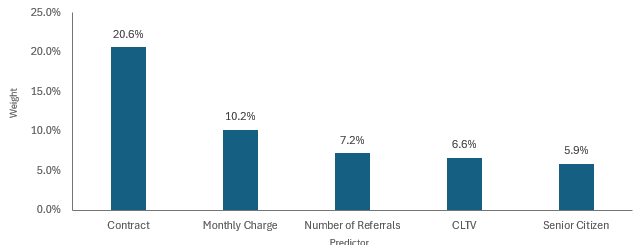 25.0%
20.6%
20.0%
Weight
15.0%
10.2%
10.0%
7.2%
6.6%
5.9%
5.0%
0.0%
Contract
Monthly Charge
Number of Referrals
CLTV
Senior Citizen
Predictor